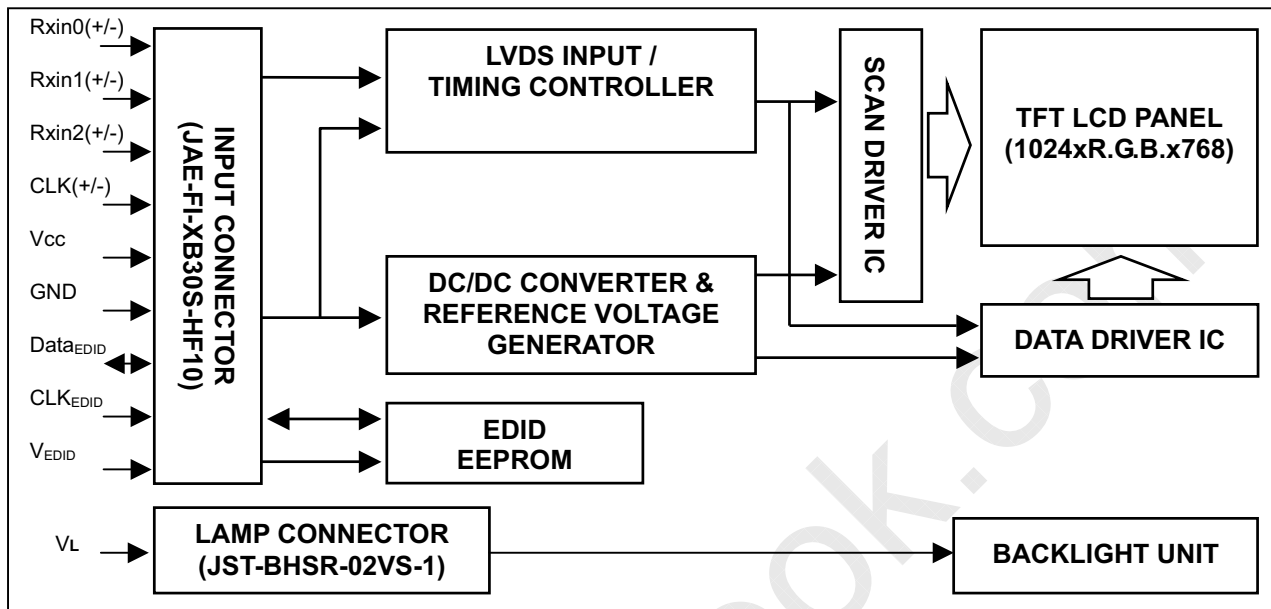 Rxin0(+/-)
Rxin1(+/-)
Rxin2(+/-)
CLK(+/-)
Vcc
GND
DataEDID
CLKEDID
VEDID
VL
INPUT CONNECTOR
(JAE-FI-XB30S-HF10)
LVDS INPUT /
TIMING CONTROLLER
DC/DC CONVERTER &
REFERENCE VOLTAGE
GENERATOR
EDID
EEPROM
SCAN DRIVER IC
TFT LCD PANEL
(1024xR.G.B.x768)
DATA DRIVER IC
LAMP CONNECTOR
(JST-BHSR-02VS-1)
BACKLIGHT UNIT